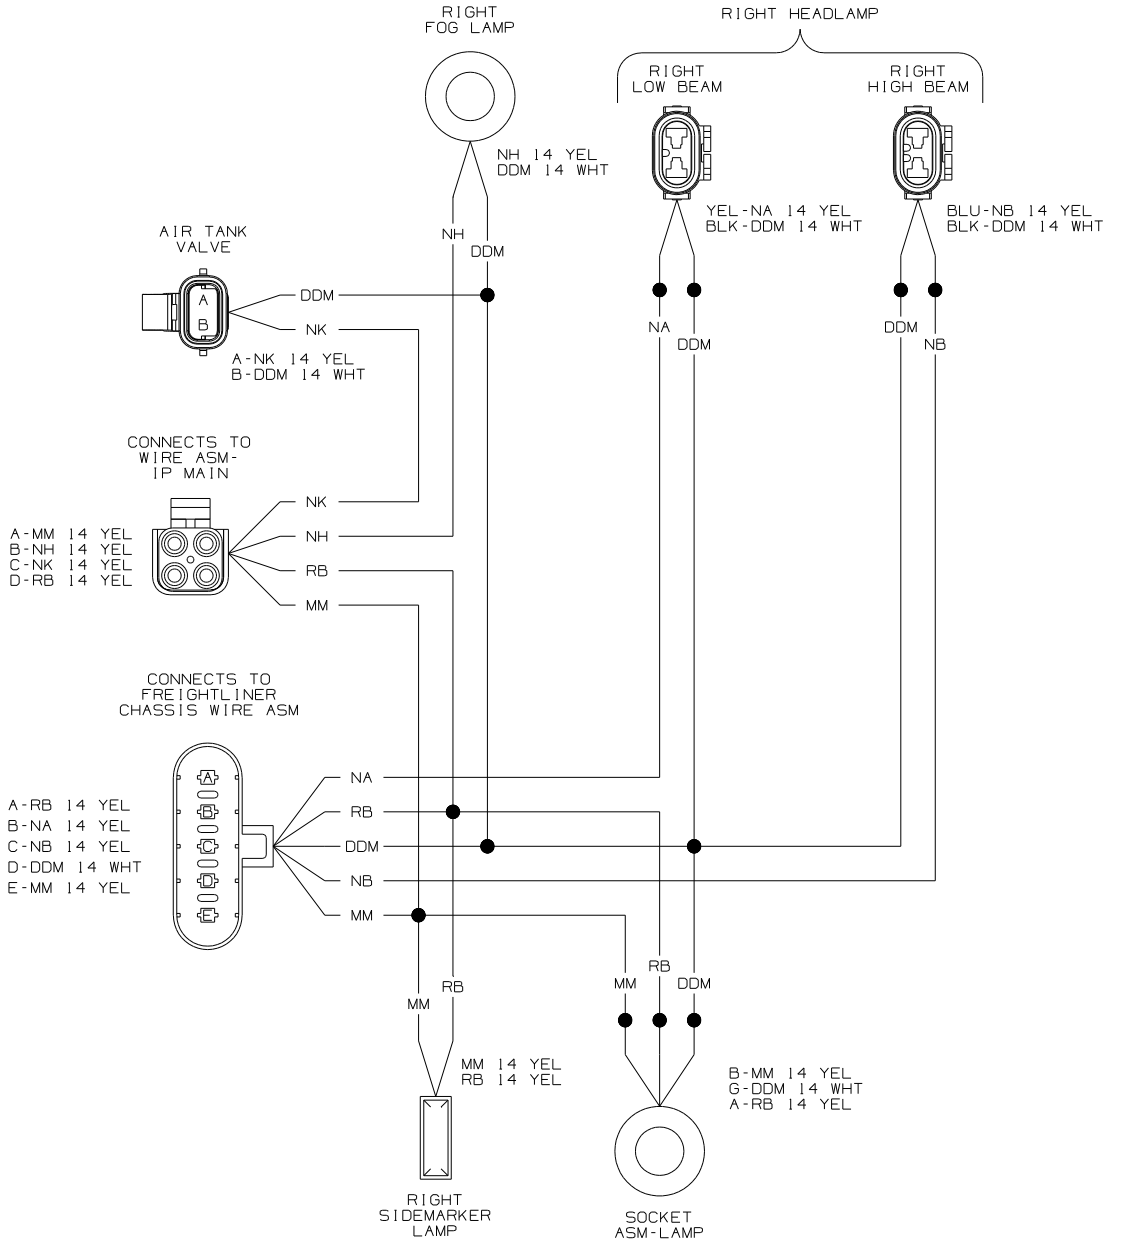 RIGHT
FOG LAMP
RIGHT HEADLAMP
RIGHT
LOW BEAM
RIGHT
HIGH BEAM
NH 14 YEL
DDM 14 WHT
YEL-NA 14 YEL
BLK-DDM 14 WHT
BLU-NB 14 YEL
BLK-DDM 14 WHT
AIR TANK
VALVE
NH
DDM
A
B
DDM
NK
NA
DDM
DDM
NB
A-NK 14 YEL
B-DDM 14 WHT
CONNECTS TO
WIRE ASM-
IP MAIN
A-MM 14 YEL
B-NH 14 YEL
C-NK 14 YEL
D-RB 14 YEL
NK
NH
RB
MM
CONNECTS TO
FREIGHTLINER
CHASSIS WIRE ASM
A-RB 14 YEL
B-NA 14 YEL
C-NB 14 YEL
D-DDM 14 WHT
E-MM 14 YEL
A
B
C
D
E
NA
RB
DDM
NB
MM
MM
RB
MM
RB
DDM
MM 14 YEL
RB 14 YEL
B-MM 14 YEL
G-DDM 14 WHT
A-RB 14 YEL
RIGHT
SIDEMARKER
LAMP
SOCKET
ASM-LAMP